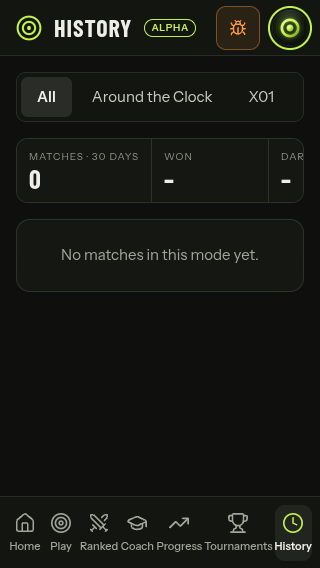 HISTORY ALPHA
All Around the Clock X01
MATCHES · 30 DAYS WON DAR
0 – – 
No matches in this mode yet.
Home Play Ranked Coach Progress Tournaments History